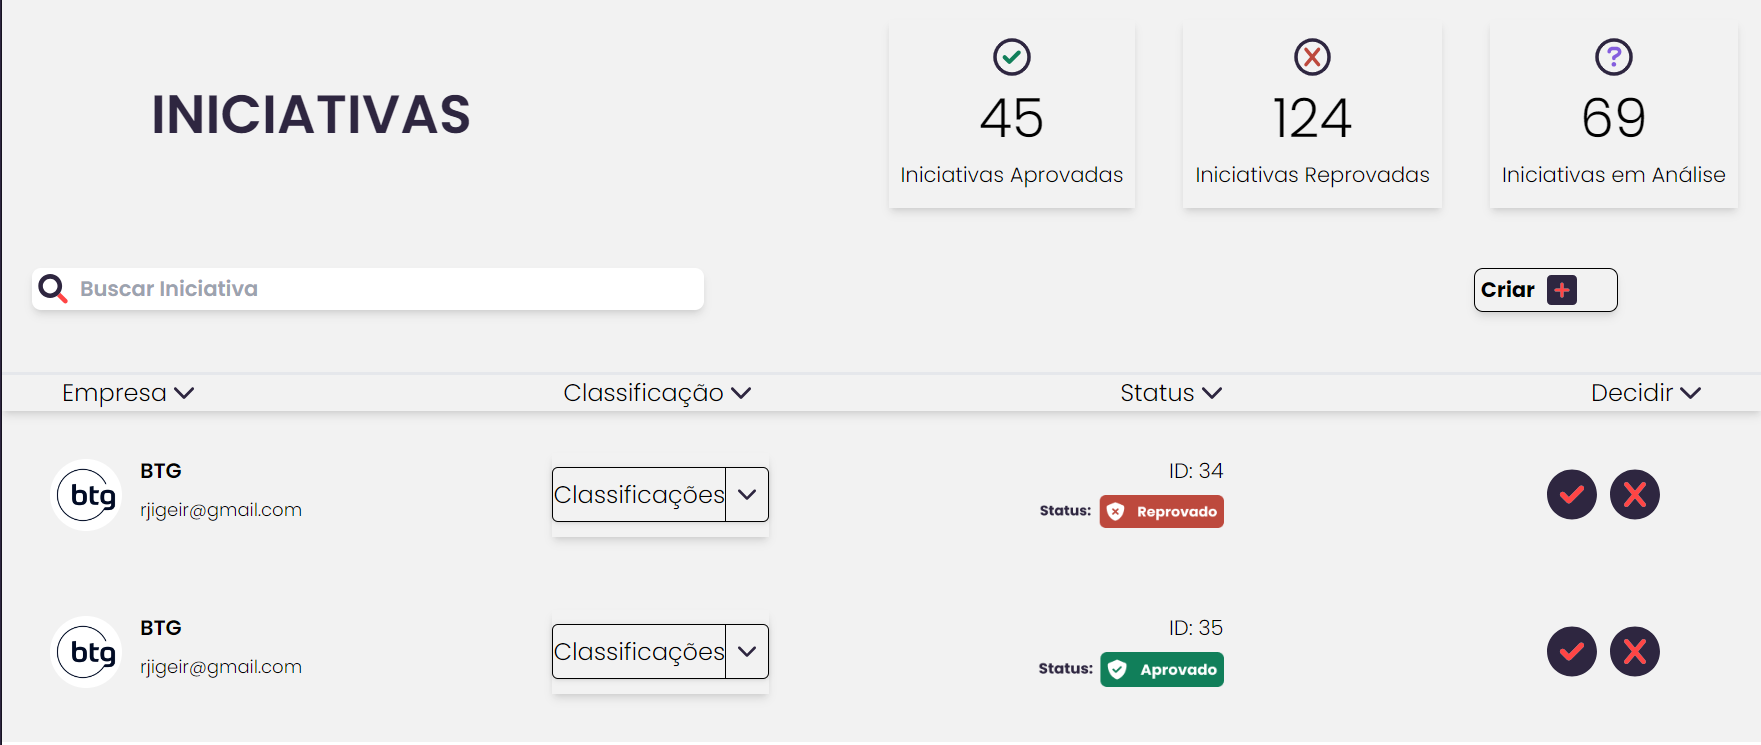 INICIATIVAS
45
Iniciativas Aprovadas
124
Iniciativas Reprovadas
69
Iniciativas em Análise
Buscar Iniciativa
Criar
Empresa
Classificação
Status
Decidir
btg
BTG
rjigeir@gmail.com
Classificações
ID: 34
Status: Reprovado
btg
BTG
rjigeir@gmail.com
Classificações
ID: 35
Status: Aprovado